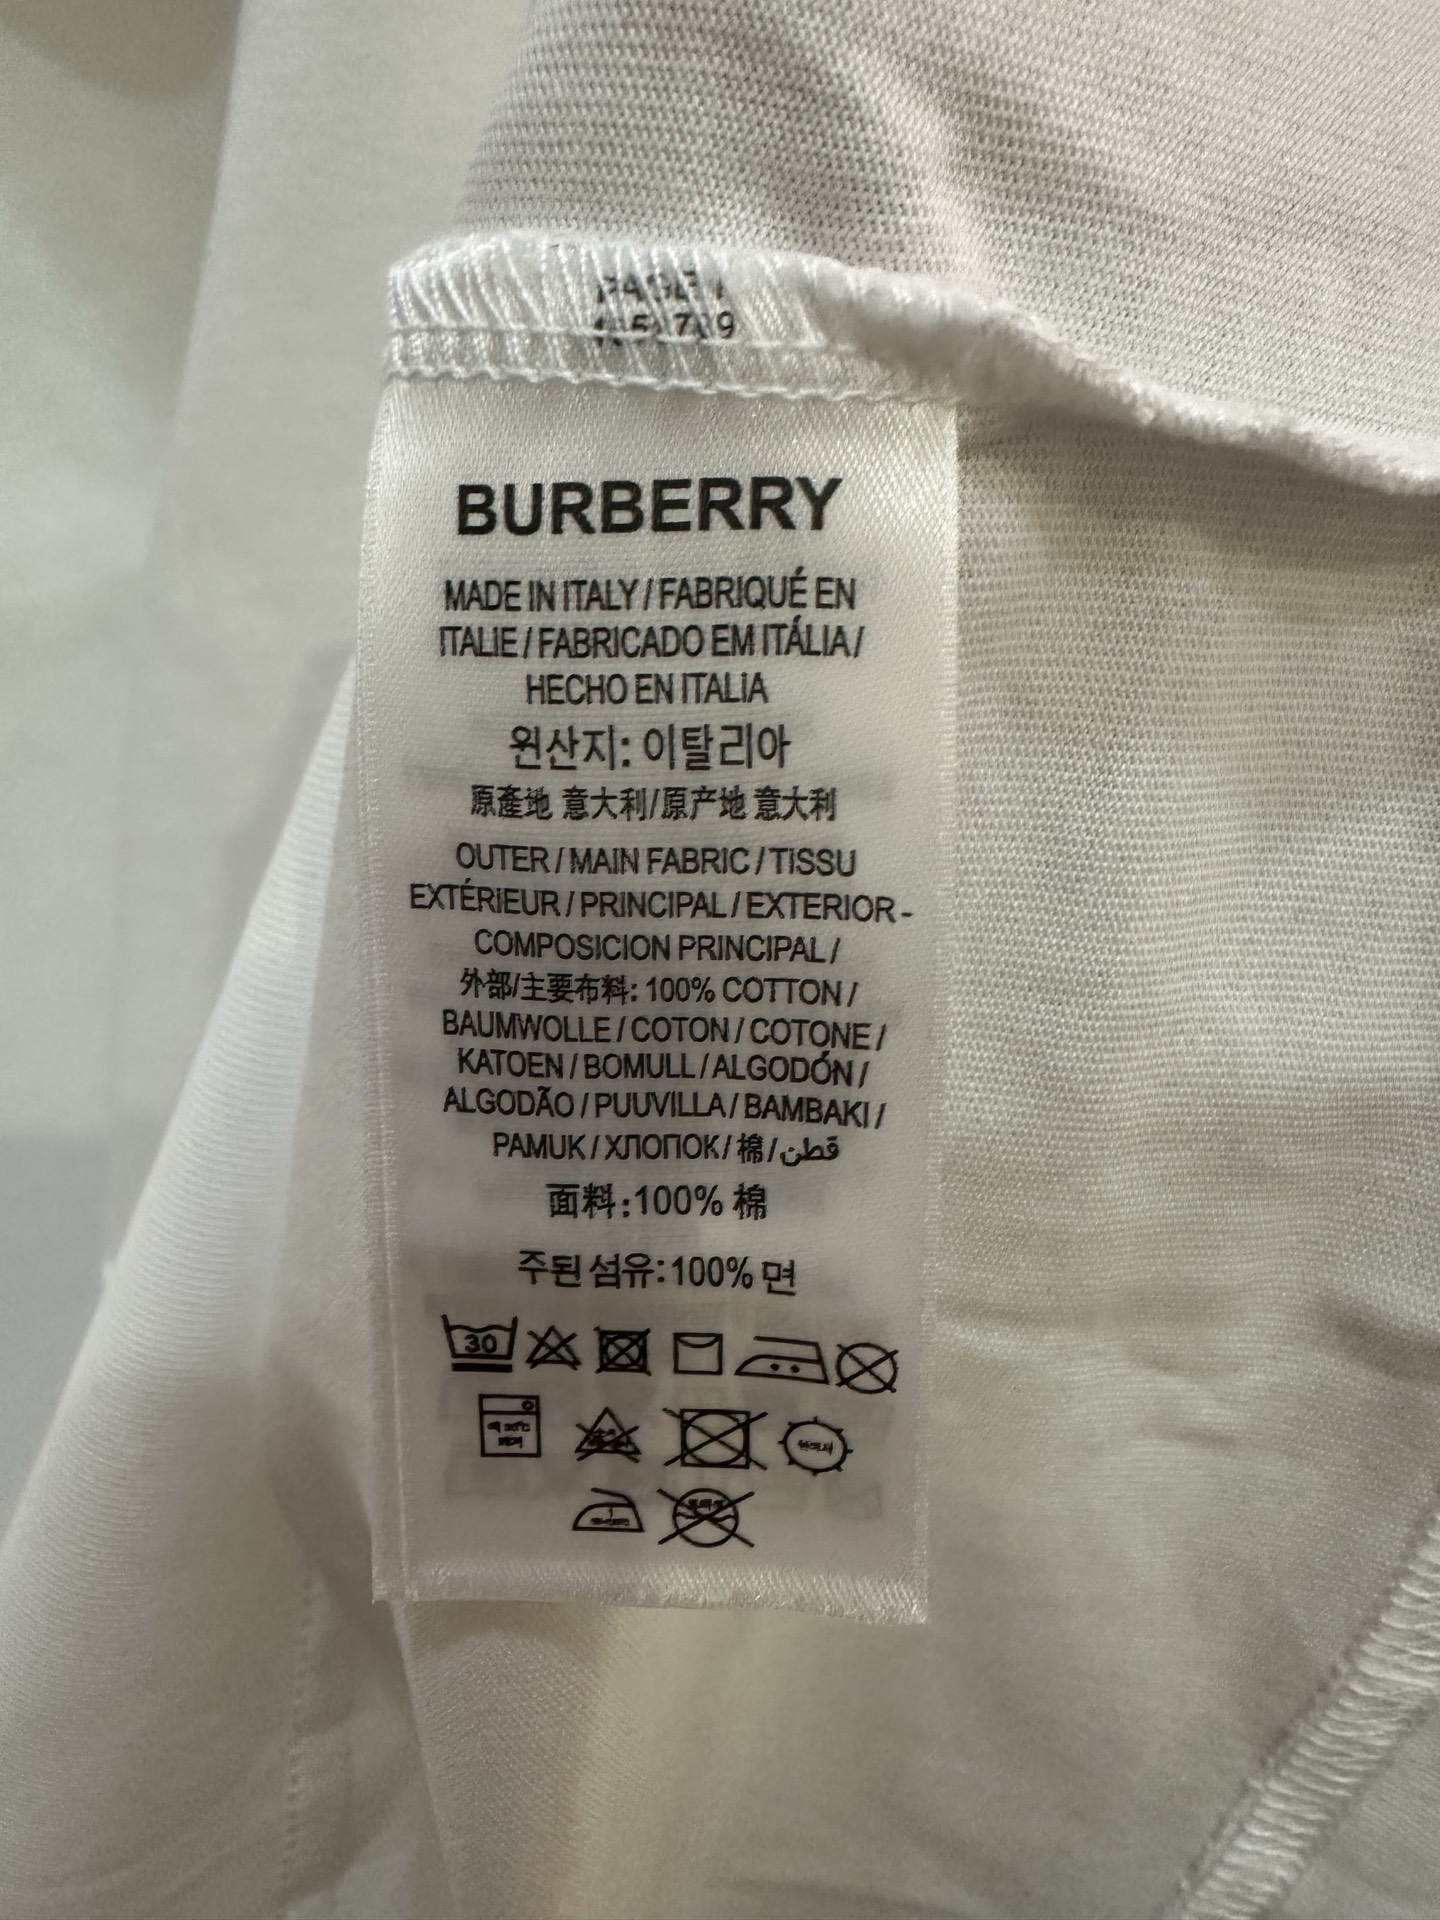 BURBERRY
MADE IN ITALY / FABRIQUÉ EN
ITALIE / FABRICADO EM ITÁLIA /
HECHO EN ITALIA
원산지: 이탈리아
原產地 意大利/原产地 意大利
OUTER / MAIN FABRIC / TISSU
EXTÉRIEUR / PRINCIPAL / EXTERIOR -
COMPOSICION PRINCIPAL /
外部/主要布料: 100% COTTON /
BAUMWOLLE / COTON / COTONE /
KATOEN / BOMULL / ALGODÓN /
ALGODÃO / PUUVILLA / BAMBAKI /
PAMUK / ХЛОПОК / 棉 / قطن
面料:100% 棉
주된 섬유:100% 면
30